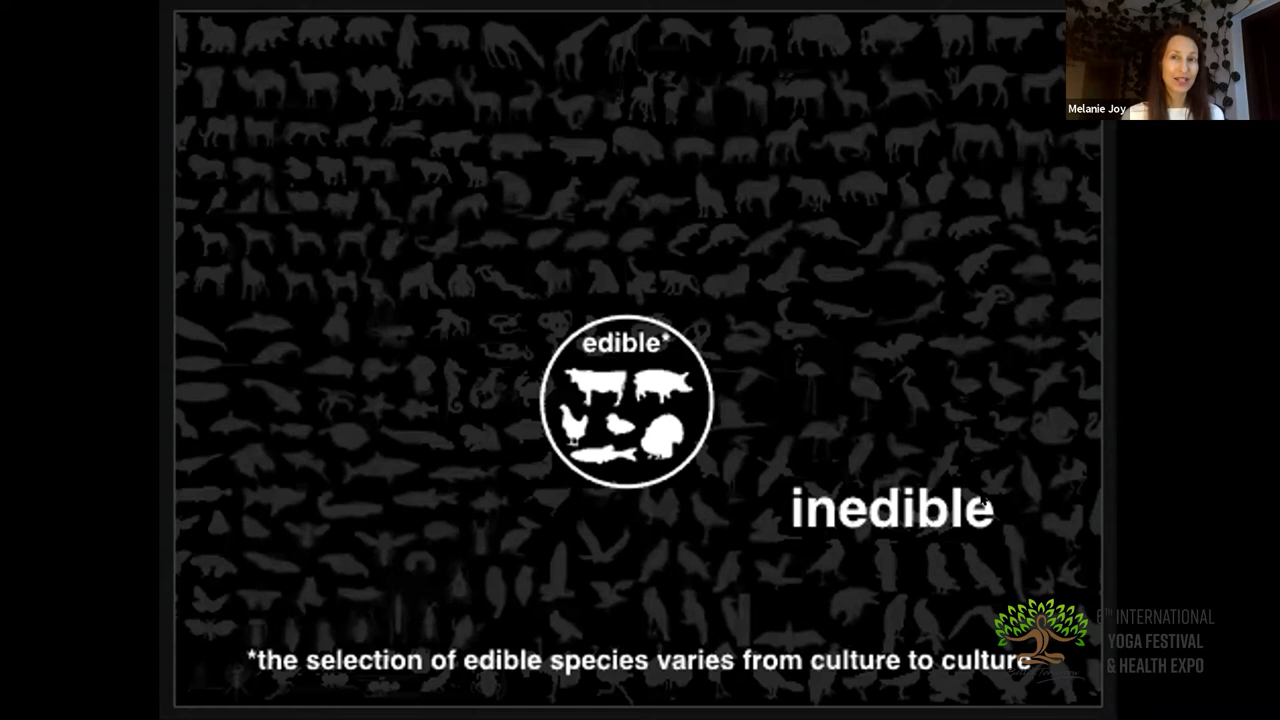 Melanie Joy
edible*
inedible
*the selection of edible species varies from culture to culture
6TH INTERNATIONAL
YOGA FESTIVAL
& HEALTH EXPO